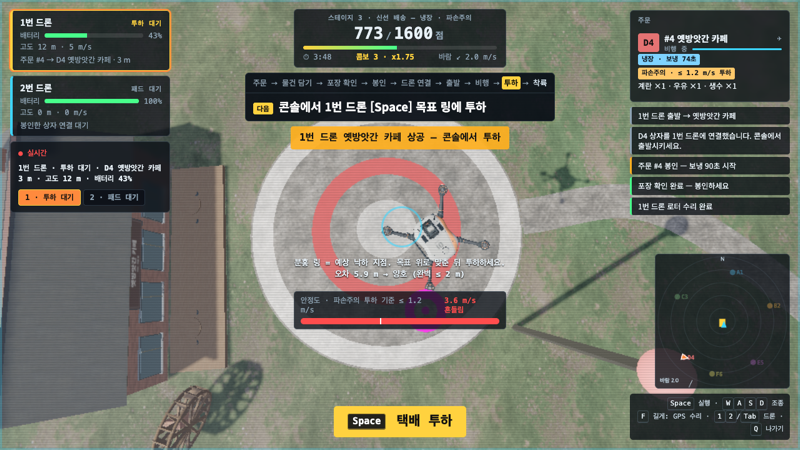 1번 드론 투하 대기
배터리 43%
고도 12 m · 5 m/s
주문 #4 → D4 옛방앗간 카페 · 3 m
2번 드론 패드 대기
배터리 100%
고도 0 m · 0 m/s
봉인한 상자 연결 대기
● 실시간
1번 드론 · 투하 대기 · D4 옛방앗간 카페
3 m · 고도 12 m · 배터리 43%
1 · 투하 대기 2 · 패드 대기
스테이지 3 · 신선 배송 — 냉장 · 파손주의
773 / 1600 점
3:48 콤보 3 · x1.75 바람 ↙ 2.0 m/s
주문 → 물건 담기 → 포장 확인 → 봉인 → 드론 연결 → 출발 → 비행 → 투하 → 착륙
다음 콘솔에서 1번 드론 [Space] 목표 링에 투하
1번 드론 옛방앗간 카페 상공 — 콘솔에서 투하
분홍 링 = 예상 낙하 지점. 목표 위로 맞춘 뒤 투하하세요.
오차 5.9 m → 양호 (완벽 ≤ 2 m)
안정도 · 파손주의 투하 기준 ≤ 1.2 m/s
3.6 m/s 흔들림
Space 택배 투하
주문
D4 #4 옛방앗간 카페 +
비행 중
냉장 · 보냉 74초
파손주의 · ≤ 1.2 m/s 투하
계란 ×1 · 우유 ×1 · 생수 ×1
1번 드론 출발 → 옛방앗간 카페
D4 상자를 1번 드론에 연결했습니다. 콘솔에서 출발시키세요.
주문 #4 봉인 — 보냉 90초 시작
포장 확인 완료 — 봉인하세요
1번 드론 로터 수리 완료
N
A1
C3
B2
D4
E5
F6
바람 2.0
Space 실행 · W A S D 조종
F 길게: GPS 수리 · 1 2 / Tab 드론 ·
Q 나가기